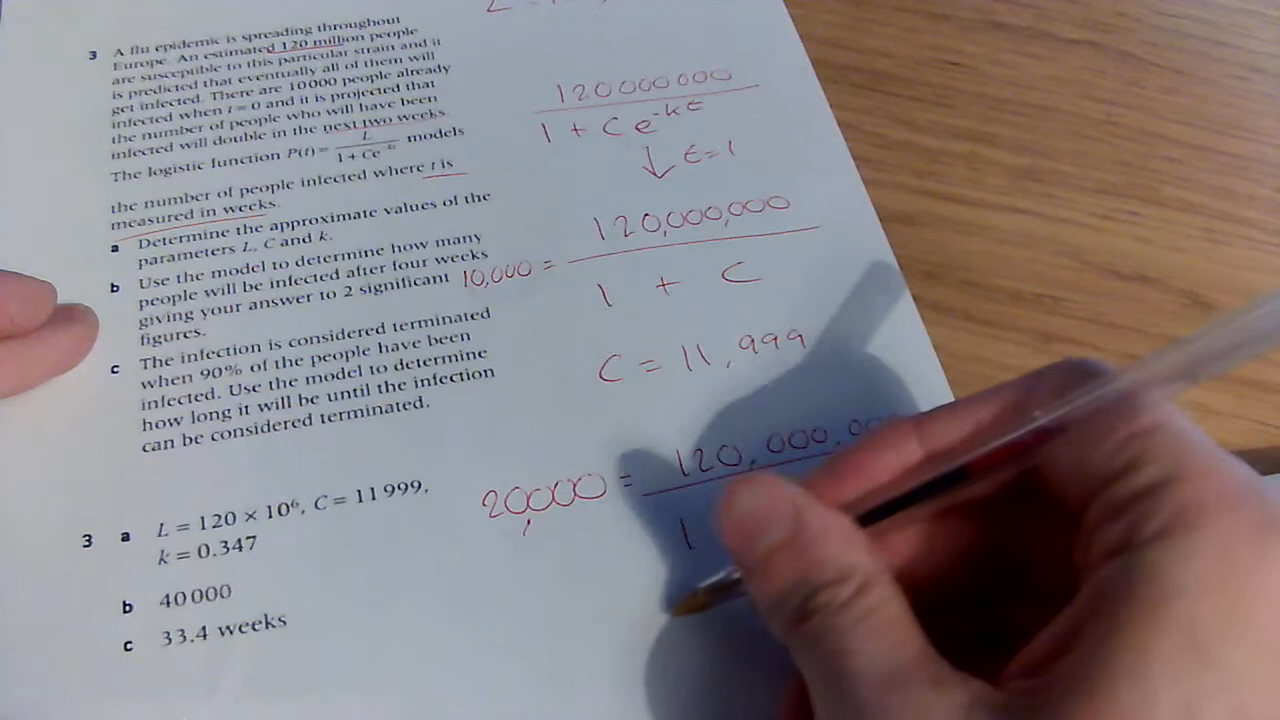 3 A flu epidemic is spreading throughout
Europe. An estimated 120 million people
are susceptible to this particular strain and it
is predicted that eventually all of them will
get infected. There are 10000 people already
infected when t = 0 and it is projected that
the number of people who will have been
infected will double in the next two weeks.
The logistic function P(t) = L / (1 + Ce^-kt) models
the number of people infected where t is
measured in weeks.
a Determine the approximate values of the
parameters L, C and k.
b Use the model to determine how many
people will be infected after four weeks
giving your answer to 2 significant
figures.
c The infection is considered terminated
when 90% of the people have been
infected. Use the model to determine
how long it will be until the infection
can be considered terminated.
3 a L = 120 × 10⁶, C = 11 999,
k = 0.347
b 40 000
c 33.4 weeks
120000000
1 + Ce^-kt
↓ t=1
120,000,000
10,000 =
1 + C
C = 11,999
20,000 = 120,000,00
1